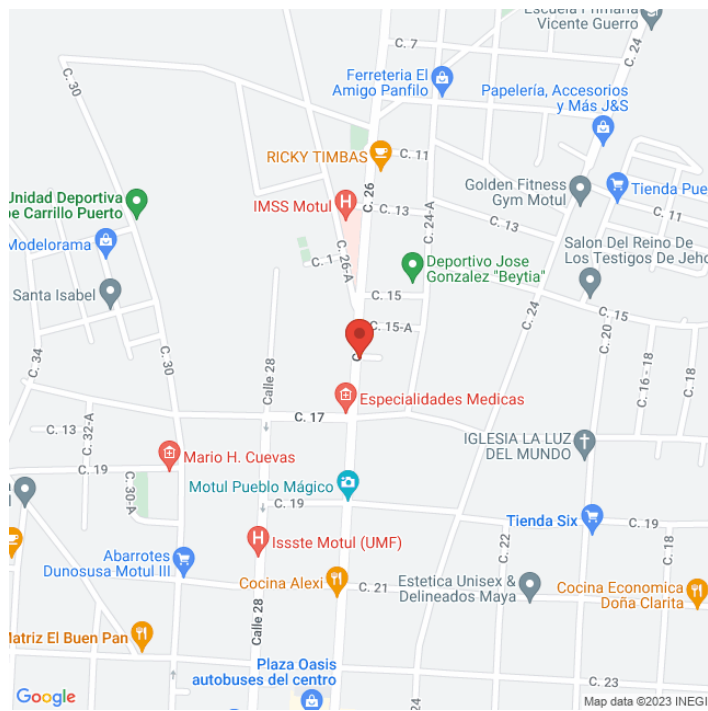 Escuela Primaria
Vicente Guerro
C. 7
C. 24
C. 30
Ferreteria El
Amigo Panfilo
Papelería, Accesorios
y Más J&S
RICKY TIMBAS
C. 11
C. 26
Golden Fitness
Gym Motul
Tienda Pue
Unidad Deportiva
pe Carrillo Puerto
IMSS Motul
C. 13
C. 24-A
C. 13
C. 11
Modelorama
C. 1
C. 26-A
Deportivo Jose
Gonzalez "Beytia"
Salon Del Reino De
Los Testigos De Jeho
Santa Isabel
C. 15
C. 15
C. 15-A
C. 24
C. 20
C. 34
C. 30
Calle 28
C. 16 - 18
C. 18
Especialidades Medicas
C. 17
C. 13
C. 32-A
IGLESIA LA LUZ
DEL MUNDO
Mario H. Cuevas
C. 19
C. 30-A
Motul Pueblo Mágico
C. 19
Tienda Six
C. 19
C. 22
C. 18
Issste Motul (UMF)
Abarrotes
Dunosusa Motul III
Cocina Alexi
C. 21
Estetica Unisex &
Delineados Maya
Cocina Economica
Doña Clarita
Calle 28
Matriz El Buen Pan
Plaza Oasis
autobuses del centro
C. 23
C. 24
Google
Map data ©2023 INEGI